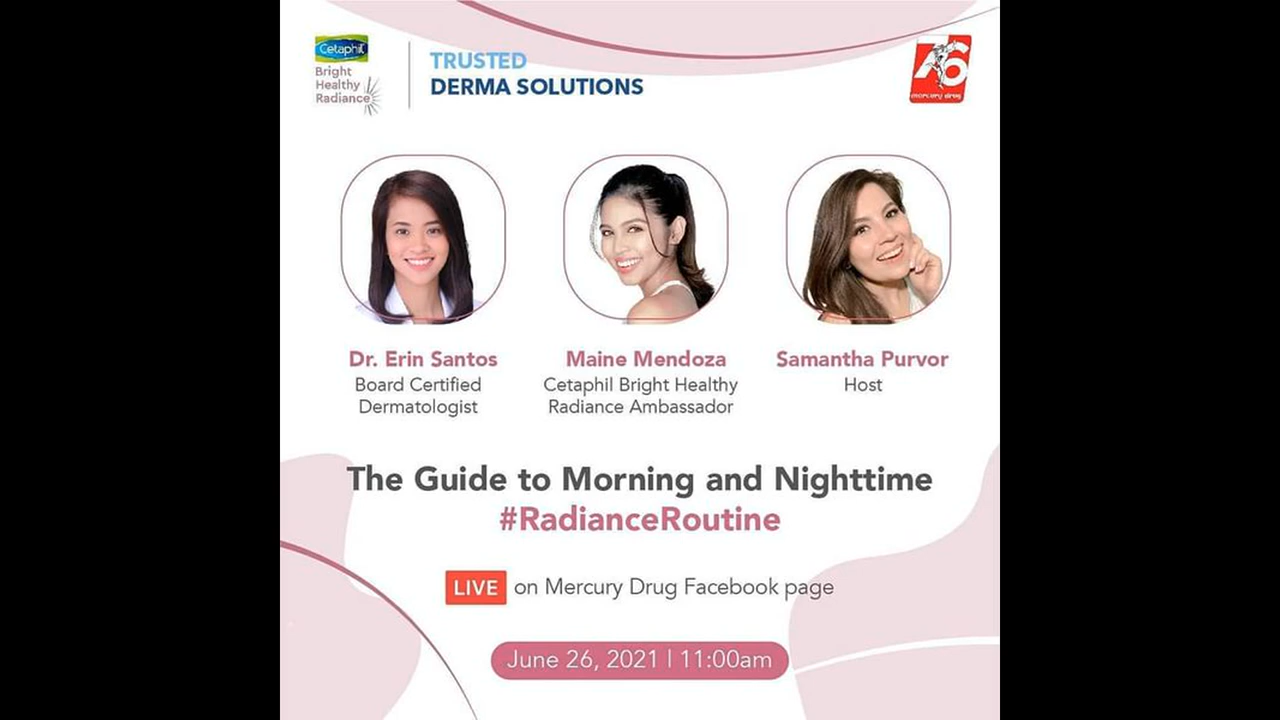 Cetaphil
Bright
Healthy
Radiance
TRUSTED
DERMA SOLUTIONS
76
mercury drug
Dr. Erin Santos
Board Certified
Dermatologist
Maine Mendoza
Cetaphil Bright Healthy
Radiance Ambassador
Samantha Purvor
Host
The Guide to Morning and Nighttime
#RadianceRoutine
LIVE on Mercury Drug Facebook page
June 26, 2021 | 11:00am